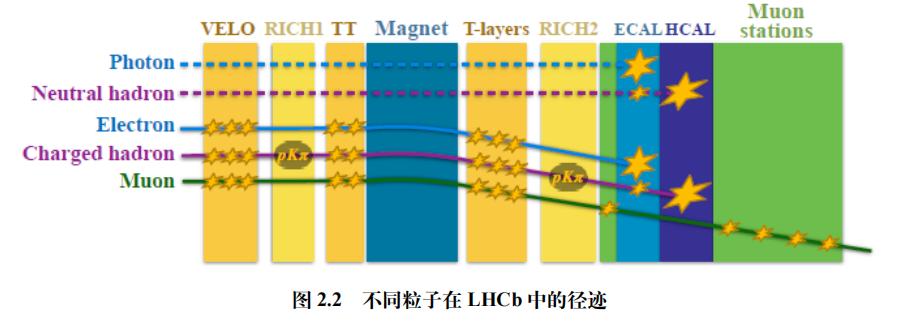 VELO RICH1 TT Magnet T-layers RICH2 ECAL HCAL Muon stations
Photon
Neutral hadron
Electron
Charged hadron pKπ
pKπ
Muon
图 2.2 不同粒子在 LHCb 中的径迹